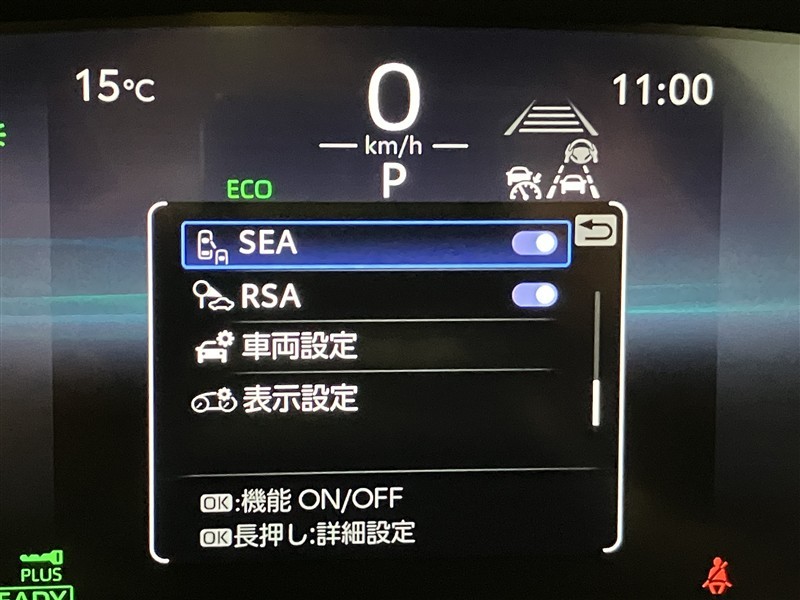 15℃
0
11:00
km/h
P
ECO
SEA
RSA
車両設定
表示設定
OK:機能 ON/OFF
OK長押し:詳細設定
PLUS
READY